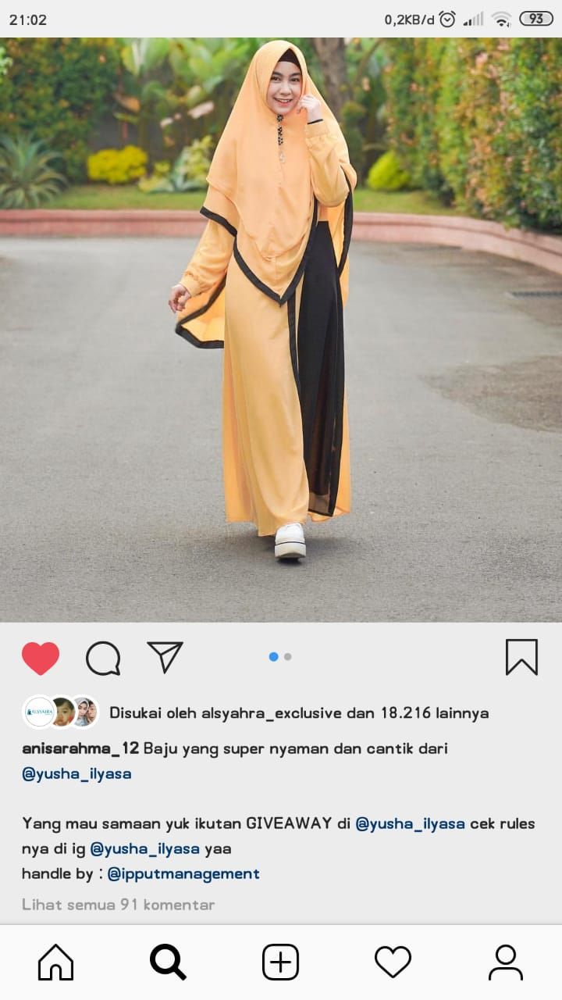 21:02 0,2KB/d 93
ALSYAHRA
Disukai oleh alsyahra_exclusive dan 18.216 lainnya
anisarahma_12 Baju yang super nyaman dan cantik dari
@yusha_ilyasa
Yang mau samaan yuk ikutan GIVEAWAY di @yusha_ilyasa cek rules
nya di ig @yusha_ilyasa yaa
handle by : @ipputmanagement
Lihat semua 91 komentar